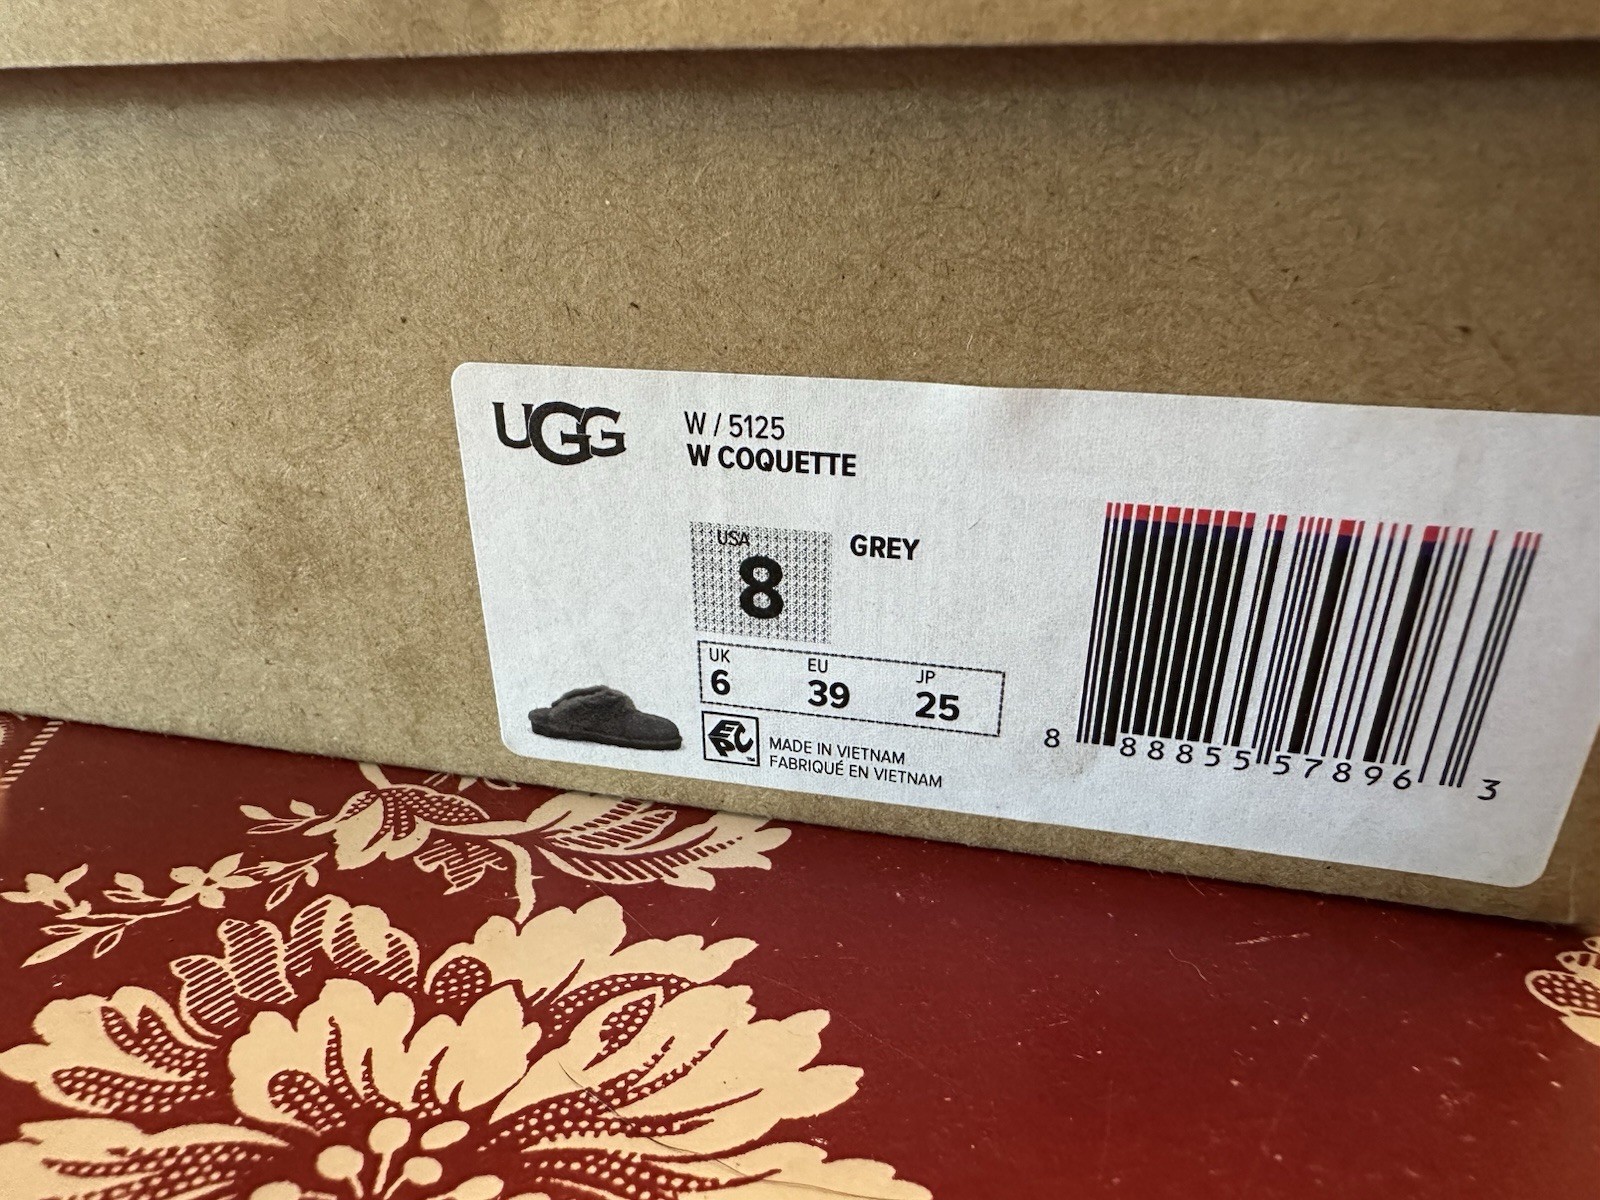 UGG
W / 5125
W COQUETTE
USA
8
GREY
UK
6
EU
39
JP
25
EPC
MADE IN VIETNAM
FABRIQUÉ EN VIETNAM
8 88855 57896 3